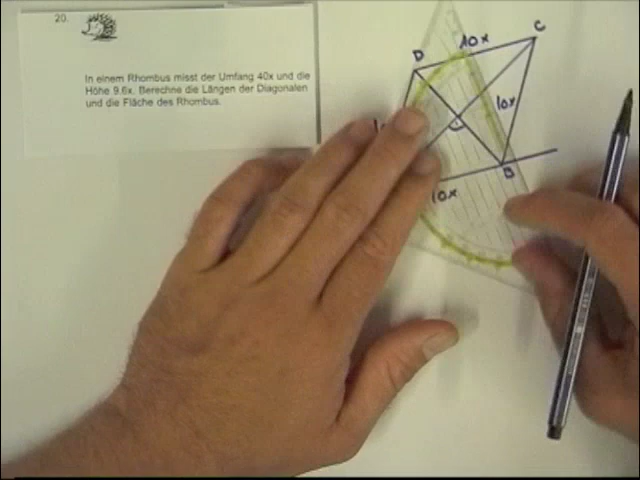 20.
In einem Rhombus misst der Umfang 40x und die
Höhe 9.6x. Berechne die Längen der Diagonalen
und die Fläche des Rhombus.
C
10x
D
10x
B
10x